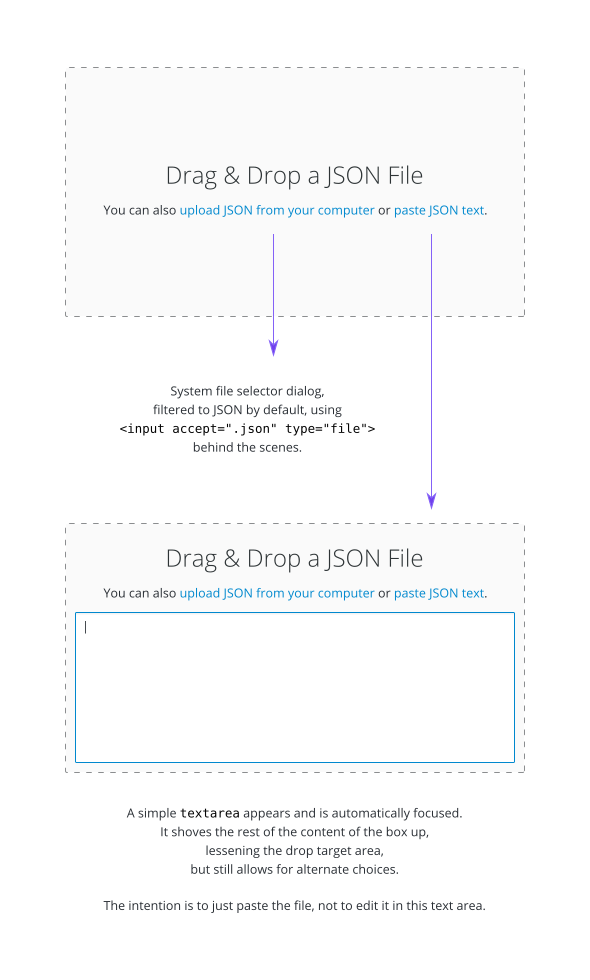 Drag & Drop a JSON File
You can also upload JSON from your computer or paste JSON text.
System file selector dialog,
filtered to JSON by default, using
<input accept=".json" type="file">
behind the scenes.
Drag & Drop a JSON File
You can also upload JSON from your computer or paste JSON text.
A simple textarea appears and is automatically focused.
It shoves the rest of the content of the box up,
lessening the drop target area,
but still allows for alternate choices.
The intention is to just paste the file, not to edit it in this text area.